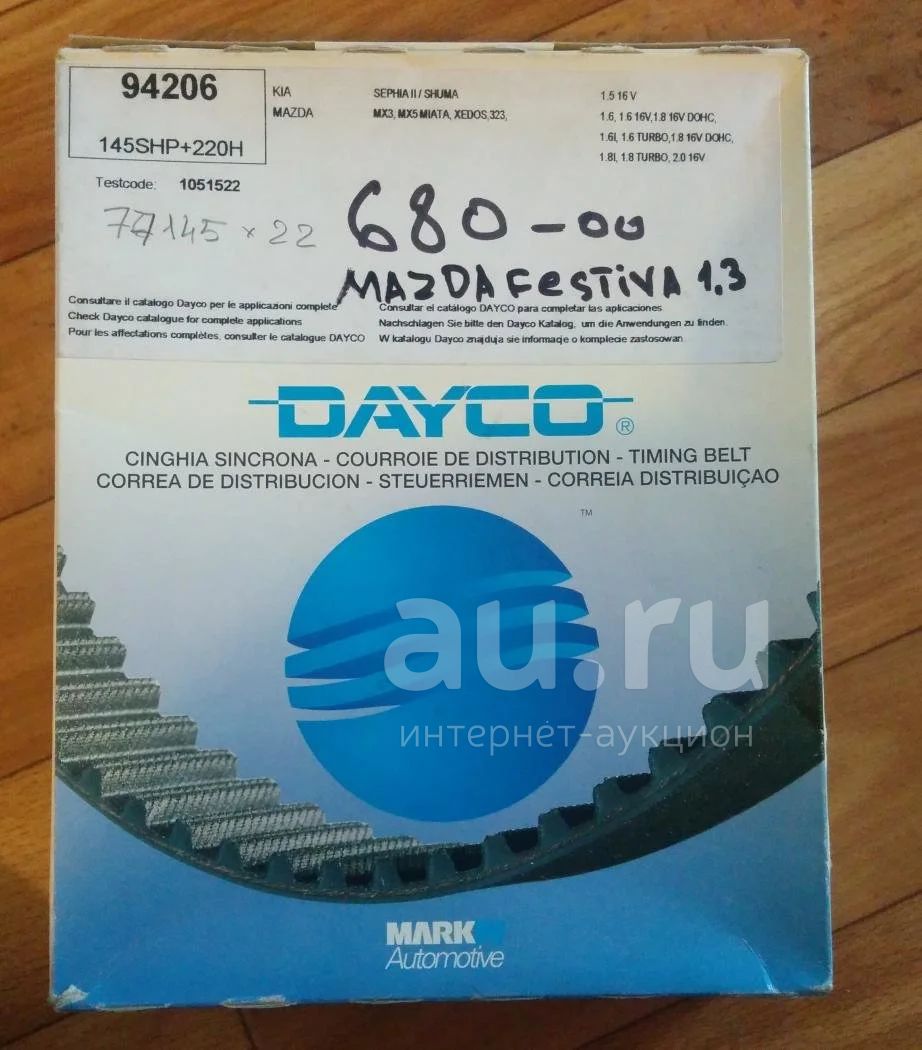 94206
145SHP+220H
KIA SEPHIA II / SHUMA 1.5 16 V
MAZDA MX3, MX5 MIATA, XEDOS,323, 1.6, 1.6 16V,1.8 16V DOHC,
1.6I, 1.6 TURBO,1.8 16V DOHC,
1.8I, 1.8 TURBO, 2.0 16V
Testcode: 1051522
145 x 22
680-00
MAZDA FESTIVA 1.3
Consultare il catalogo Dayco per le applicazioni complete
Check Dayco catalogue for complete applications
Pour les affectations complètes, consulter le catalogue DAYCO
Consultar el catálogo DAYCO para completar las aplicaciones
Nachschlagen Sie bitte den Dayco Katalog, um die Anwendungen zu finden.
W katalogu Dayco znajduja sie informacje o komplecie zastosowan
DAYCO®
CINGHIA SINCRONA - COURROIE DE DISTRIBUTION - TIMING BELT
CORREA DE DISTRIBUCION - STEUERRIEMEN - CORREIA DISTRIBUIÇAO
TM
au.ru
интернет-аукцион
MARK
Automotive